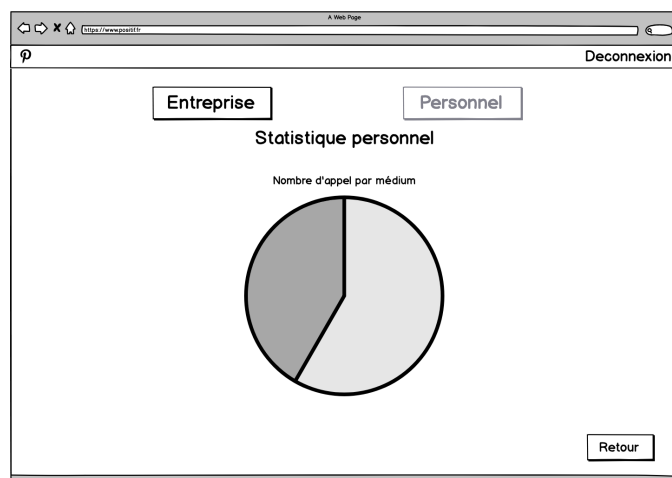 A Web Page
https://www.positif.fr
Deconnexion
Entreprise
Personnel
Statistique personnel
Nombre d'appel par médium
Retour